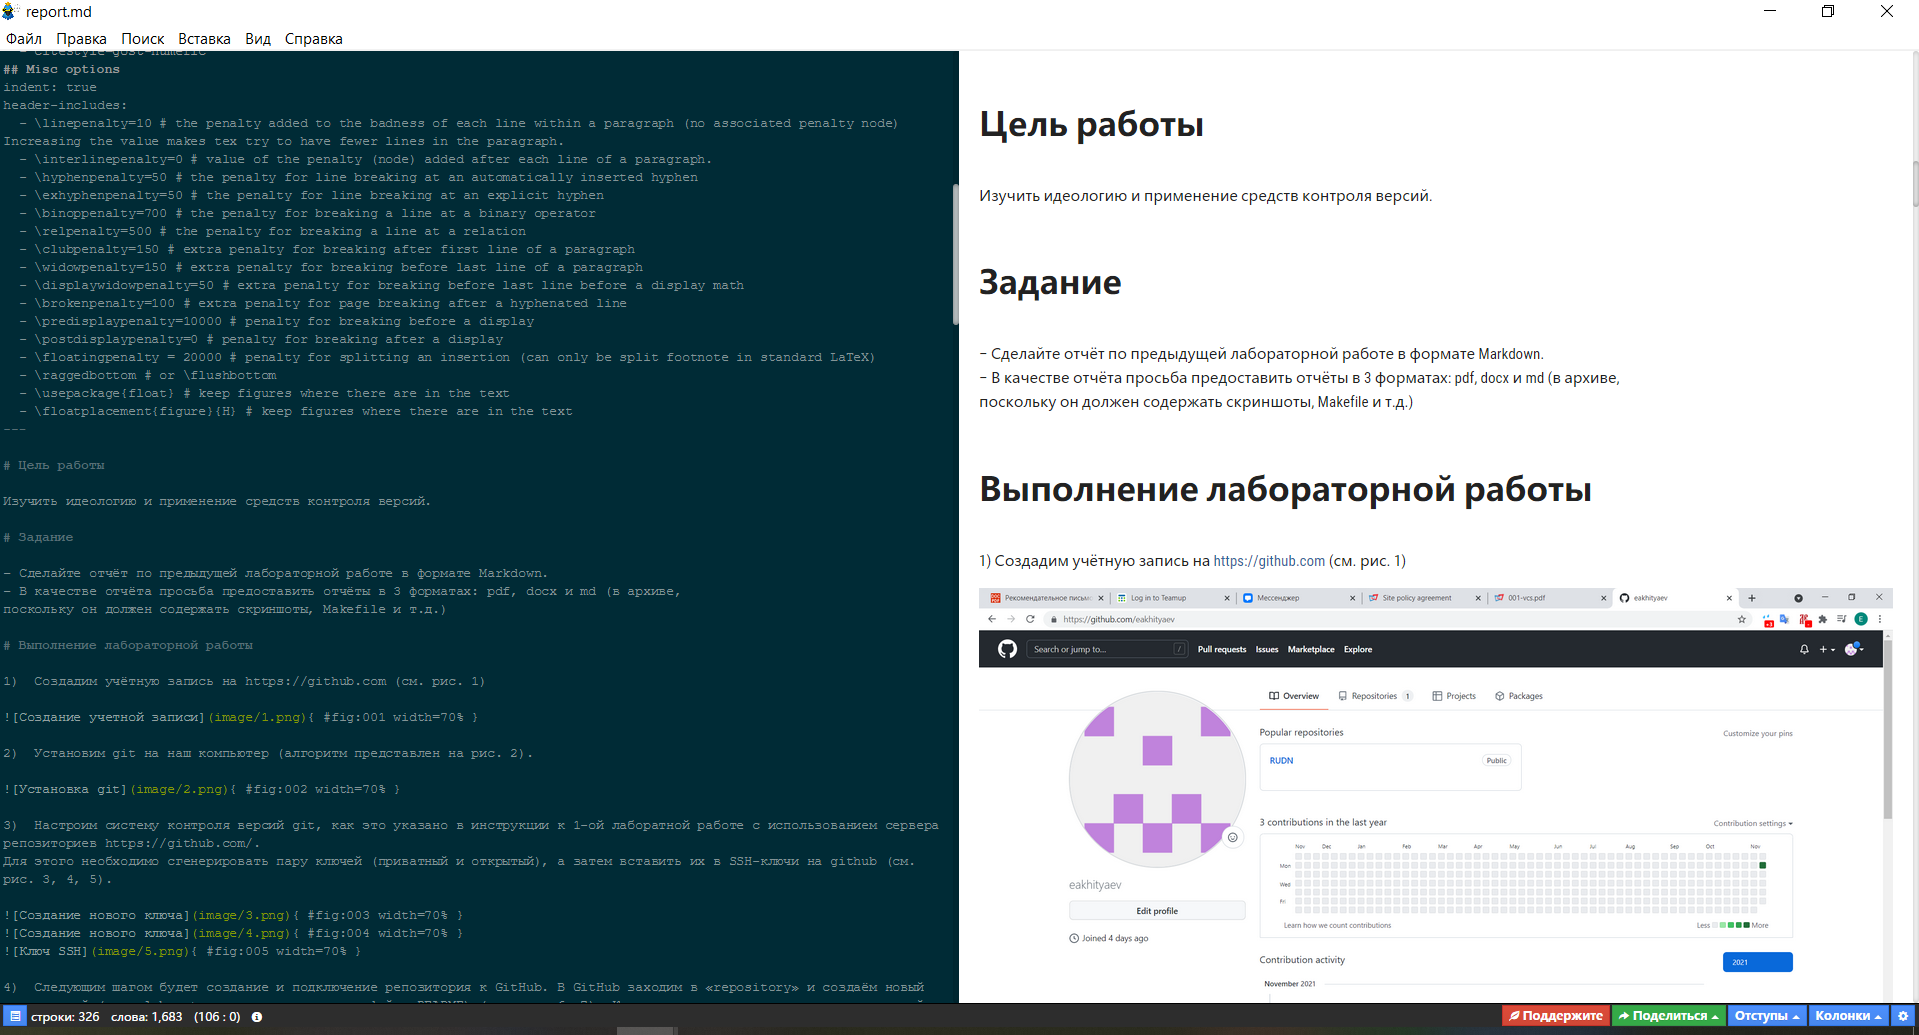 report.md
Файл Правка Поиск Вставка Вид Справка
- citestyle=gost-numeric
## Misc options
indent: true
header-includes:
- \linepenalty=10 # the penalty added to the badness of each line within a paragraph (no associated penalty node)
Increasing the value makes tex try to have fewer lines in the paragraph.
- \interlinepenalty=0 # value of the penalty (node) added after each line of a paragraph.
- \hyphenpenalty=50 # the penalty for line breaking at an automatically inserted hyphen
- \exhyphenpenalty=50 # the penalty for line breaking at an explicit hyphen
- \binoppenalty=700 # the penalty for breaking a line at a binary operator
- \relpenalty=500 # the penalty for breaking a line at a relation
- \clubpenalty=150 # extra penalty for breaking after first line of a paragraph
- \widowpenalty=150 # extra penalty for breaking before last line of a paragraph
- \displaywidowpenalty=50 # extra penalty for breaking before last line before a display math
- \brokenpenalty=100 # extra penalty for page breaking after a hyphenated line
- \predisplaypenalty=10000 # penalty for breaking before a display
- \postdisplaypenalty=0 # penalty for breaking after a display
- \floatingpenalty = 20000 # penalty for splitting an insertion (can only be split footnote in standard LaTeX)
- \raggedbottom # or \flushbottom
- \usepackage{float} # keep figures where there are in the text
- \floatplacement{figure}{H} # keep figures where there are in the text
---
# Цель работы
Изучить идеологию и применение средств контроля версий.
# Задание
- Сделайте отчёт по предыдущей лабораторной работе в формате Markdown.
- В качестве отчёта просьба предоставить отчёты в 3 форматах: pdf, docx и md (в архиве,
поскольку он должен содержать скриншоты, Makefile и т.д.)
# Выполнение лабораторной работы
1) Создадим учётную запись на https://github.com (см. рис. 1)
![Создание учетной записи](image/1.png){ #fig:001 width=70% }
2) Установим git на наш компьютер (алгоритм представлен на рис. 2).
![Установка git](image/2.png){ #fig:002 width=70% }
3) Настроим систему контроля версий git, как это указано в инструкции к 1-ой лаборатной работе с использованием сервера
репозиториев https://github.com/.
Для этого необходимо сгенерировать пару ключей (приватный и открытый), а затем вставить их в SSH-ключи на github (см.
рис. 3, 4, 5).
![Создание нового ключа](image/3.png){ #fig:003 width=70% }
![Создание нового ключа](image/4.png){ #fig:004 width=70% }
![Ключ SSH](image/5.png){ #fig:005 width=70% }
4) Следующим шагом будет создание и подключение репозитория к GitHub. В GitHub заходим в «repository» и создаём новый
Цель работы
Изучить идеологию и применение средств контроля версий.
Задание
- Сделайте отчёт по предыдущей лабораторной работе в формате Markdown.
- В качестве отчёта просьба предоставить отчёты в 3 форматах: pdf, docx и md (в архиве,
поскольку он должен содержать скриншоты, Makefile и т.д.)
Выполнение лабораторной работы
1) Создадим учётную запись на https://github.com (см. рис. 1)
Рекомендательное письмо Log in to Teamup Мессенджер Site policy agreement 001-vcs.pdf eakhityaev
https://github.com/eakhityaev
Search or jump to... / Pull requests Issues Marketplace Explore
Overview Repositories 1 Projects Packages
Popular repositories Customize your pins
RUDN Public
3 contributions in the last year Contribution settings
Nov Dec Jan Feb Mar Apr May Jun Jul Aug Sep Oct Nov
Mon
Wed
Fri
Learn how we count contributions Less More
eakhityaev
Edit profile
Joined 4 days ago
Contribution activity 2021
November 2021
строки: 326 слова: 1,683 (106 : 0)
Поддержите Поделиться Отступы Колонки